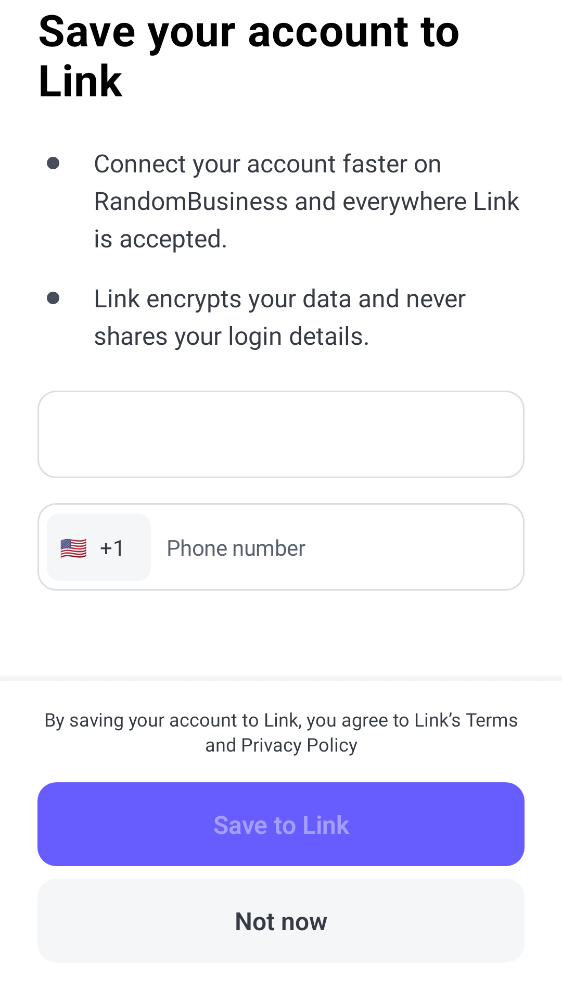 Save your account to
Link
Connect your account faster on
RandomBusiness and everywhere Link
is accepted.
Link encrypts your data and never
shares your login details.
+1 Phone number
By saving your account to Link, you agree to Link’s Terms
and Privacy Policy
Save to Link
Not now